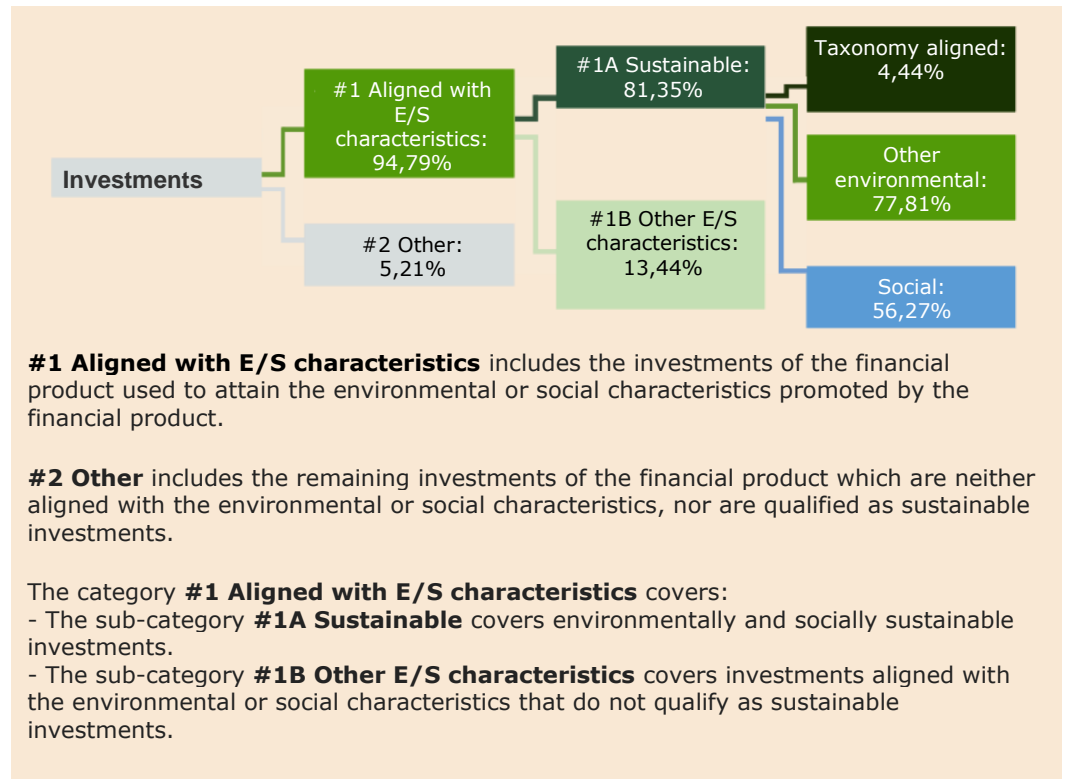 Investments
#1 Aligned with
E/S
characteristics:
94,79%
#2 Other:
5,21%
#1A Sustainable:
81,35%
#1B Other E/S
characteristics:
13,44%
Taxonomy aligned:
4,44%
Other
environmental:
77,81%
Social:
56,27%
#1 Aligned with E/S characteristics includes the investments of the financial
product used to attain the environmental or social characteristics promoted by the
financial product.
#2 Other includes the remaining investments of the financial product which are neither
aligned with the environmental or social characteristics, nor are qualified as sustainable
investments.
The category #1 Aligned with E/S characteristics covers:
- The sub-category #1A Sustainable covers environmentally and socially sustainable
investments.
- The sub-category #1B Other E/S characteristics covers investments aligned with
the environmental or social characteristics that do not qualify as sustainable
investments.